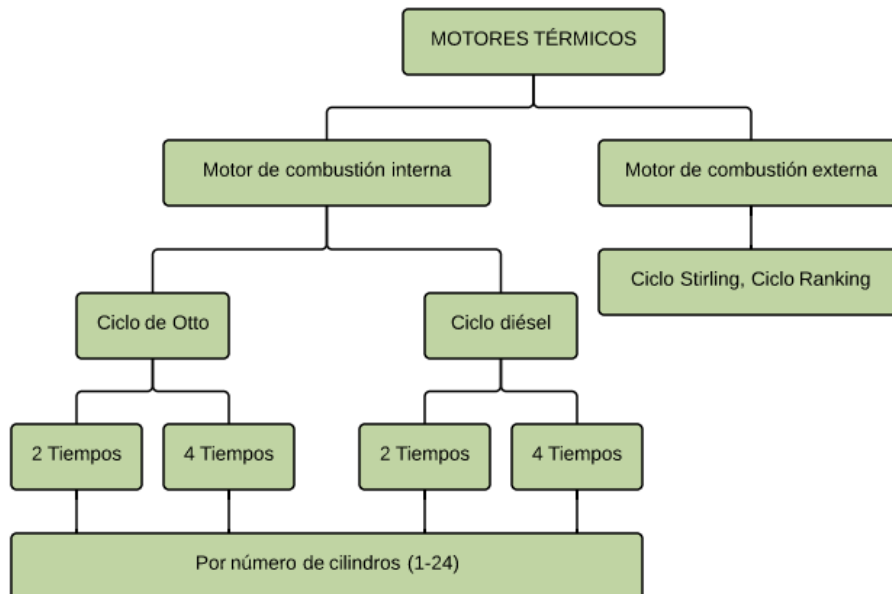 MOTORES TÉRMICOS
Motor de combustión interna
Motor de combustión externa
Ciclo Stirling, Ciclo Ranking
Ciclo de Otto
Ciclo diésel
2 Tiempos
4 Tiempos
2 Tiempos
4 Tiempos
Por número de cilindros (1-24)